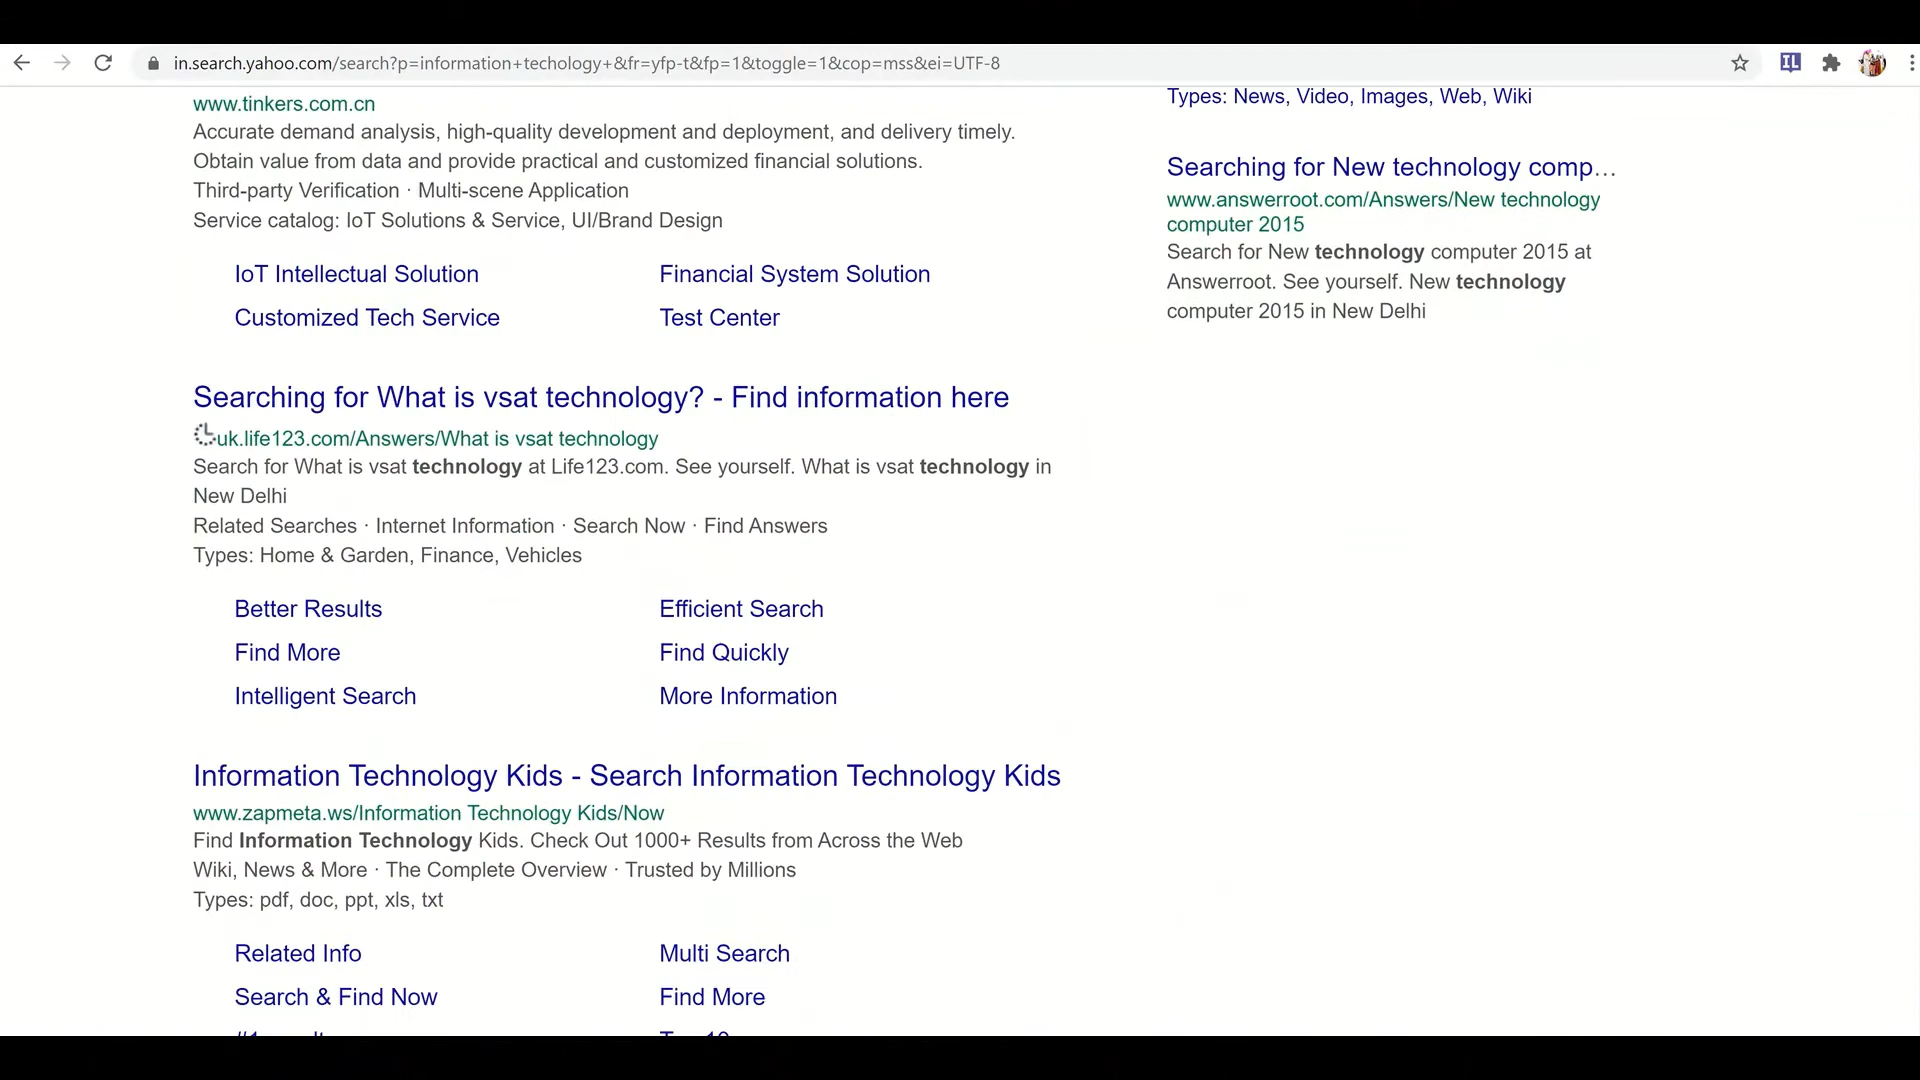 in.search.yahoo.com/search?p=information+techology+&fr=yfp-t&fp=1&toggle=1&cop=mss&ei=UTF-8
IL
www.tinkers.com.cn
Accurate demand analysis, high-quality development and deployment, and delivery timely.
Obtain value from data and provide practical and customized financial solutions.
Third-party Verification · Multi-scene Application
Service catalog: IoT Solutions & Service, UI/Brand Design
IoT Intellectual Solution
Financial System Solution
Customized Tech Service
Test Center
Searching for What is vsat technology? - Find information here
uk.life123.com/Answers/What is vsat technology
Search for What is vsat technology at Life123.com. See yourself. What is vsat technology in
New Delhi
Related Searches · Internet Information · Search Now · Find Answers
Types: Home & Garden, Finance, Vehicles
Better Results
Efficient Search
Find More
Find Quickly
Intelligent Search
More Information
Information Technology Kids - Search Information Technology Kids
www.zapmeta.ws/Information Technology Kids/Now
Find Information Technology Kids. Check Out 1000+ Results from Across the Web
Wiki, News & More · The Complete Overview · Trusted by Millions
Types: pdf, doc, ppt, xls, txt
Related Info
Multi Search
Search & Find Now
Find More
Types: News, Video, Images, Web, Wiki
Searching for New technology comp...
www.answerroot.com/Answers/New technology
computer 2015
Search for New technology computer 2015 at
Answerroot. See yourself. New technology
computer 2015 in New Delhi